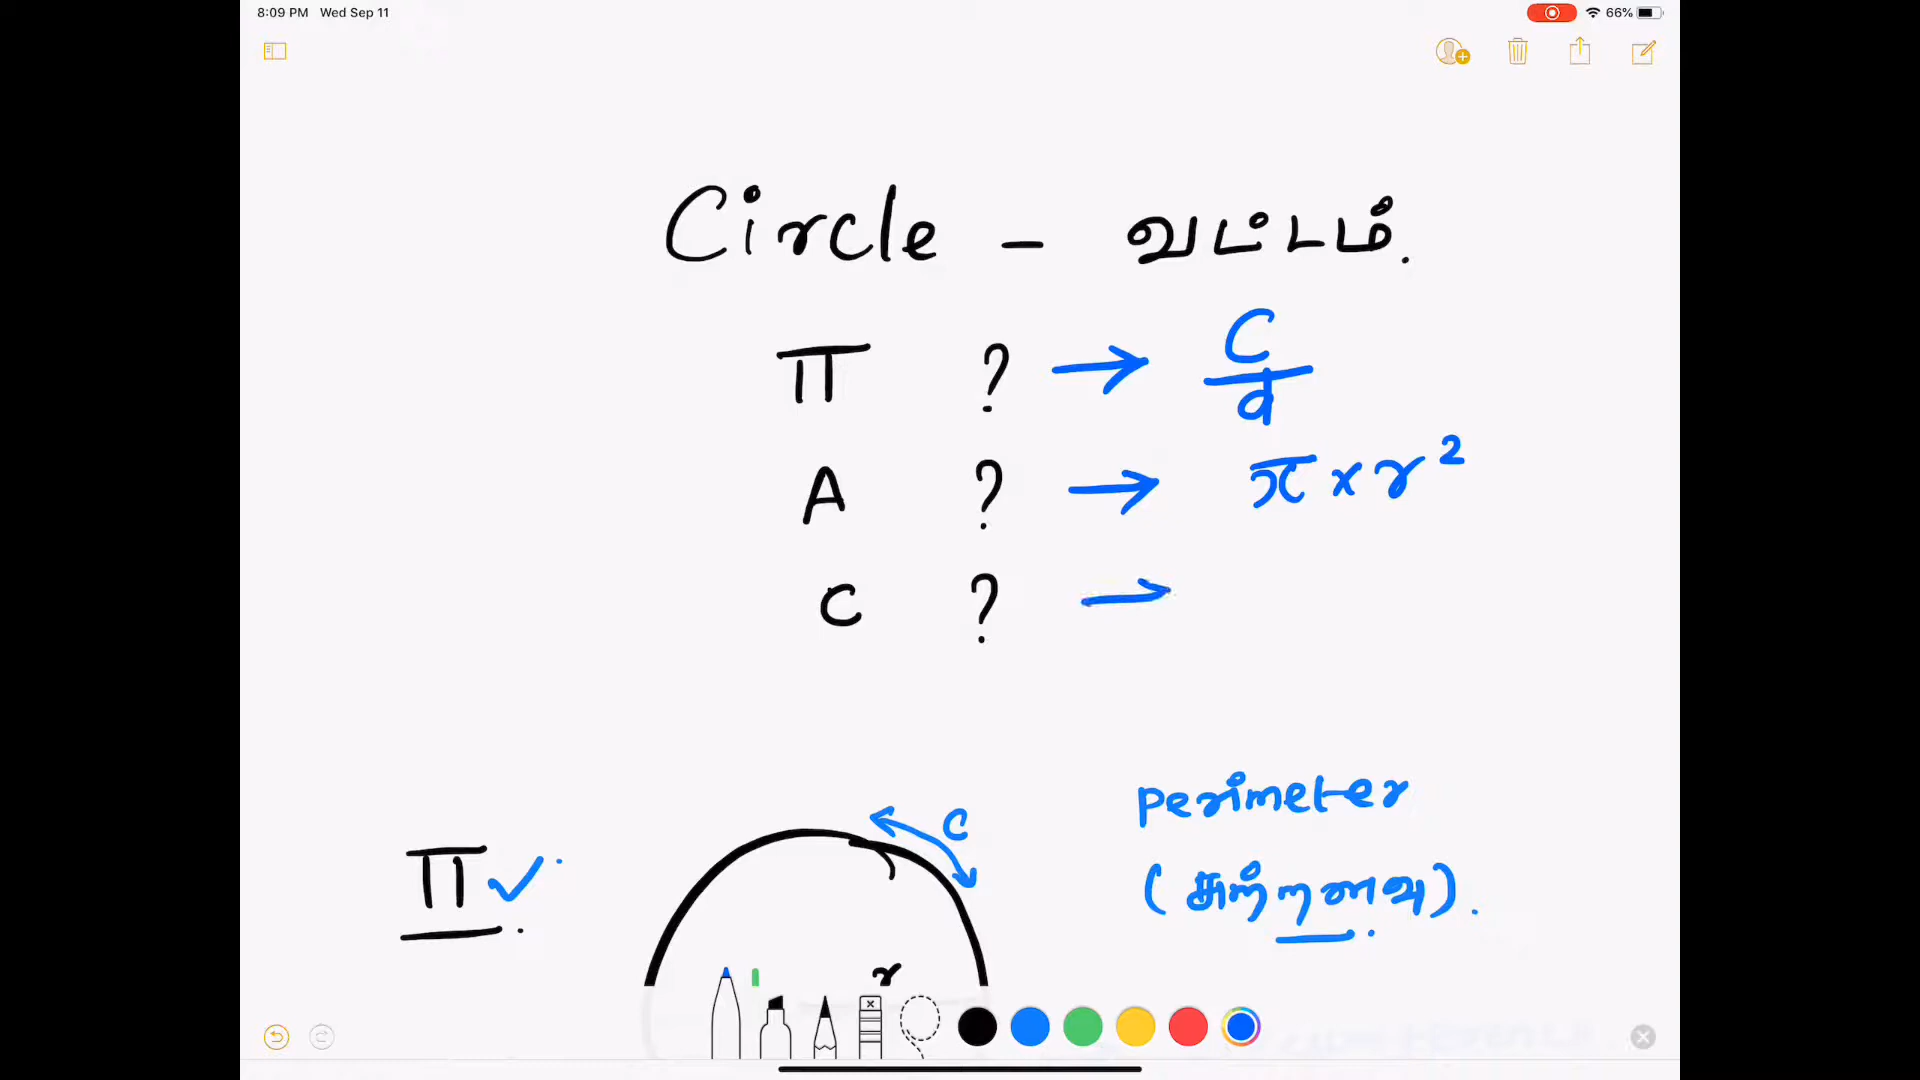 8:09 PM Wed Sep 11
66%
Circle - வட்டம்.
π ? → C/d
A ? → π × r²
C ? →
Perimeter
C
π ✓
(சுற்றளவு).
r